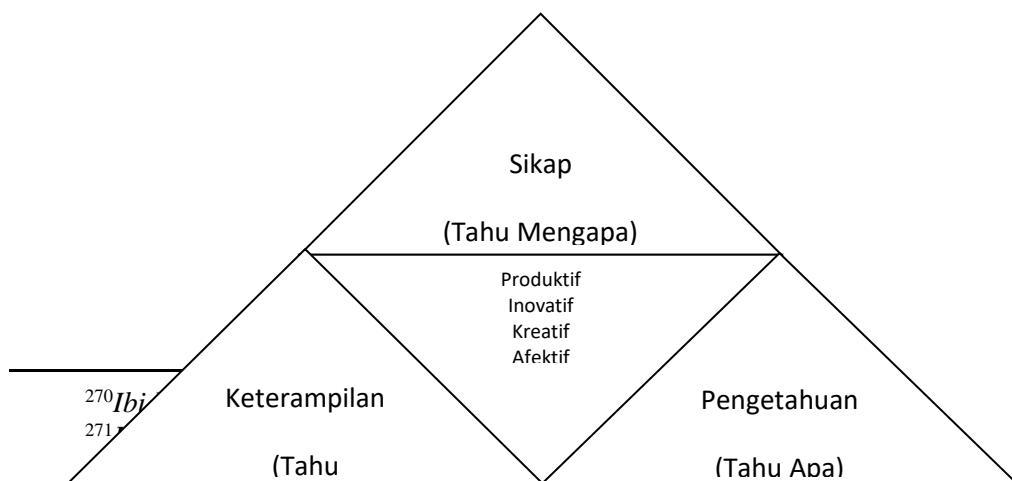 Sikap
(Tahu Mengapa)
Produktif
Inovatif
Kreatif
Afektif
Keterampilan
(Tahu
Pengetahuan
(Tahu Apa)
270
271